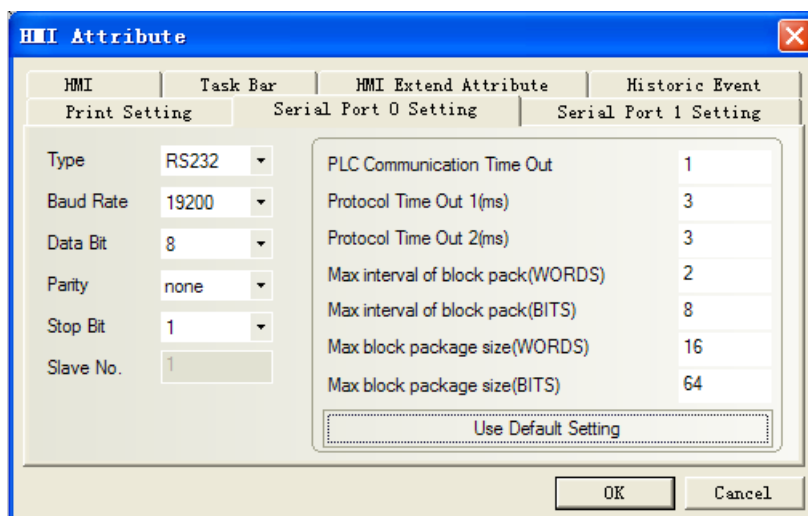 HMI Attribute
HMI Task Bar HMI Extend Attribute Historic Event
Print Setting Serial Port 0 Setting Serial Port 1 Setting
Type RS232
Baud Rate 19200
Data Bit 8
Parity none
Stop Bit 1
Slave No. 1
PLC Communication Time Out 1
Protocol Time Out 1(ms) 3
Protocol Time Out 2(ms) 3
Max interval of block pack(WORDS) 2
Max interval of block pack(BITS) 8
Max block package size(WORDS) 16
Max block package size(BITS) 64
Use Default Setting
OK Cancel